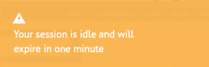 Your session is idle and will
expire in one minute